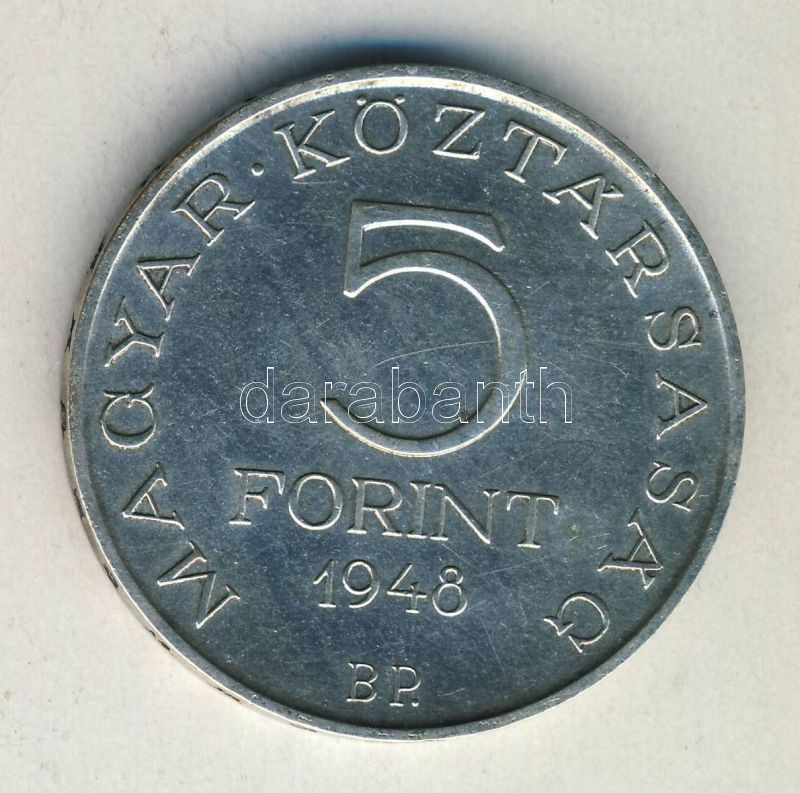 MAGYAR · KÖZTÁRSASÁG
5
FORINT.
1948
BP.
darabanth